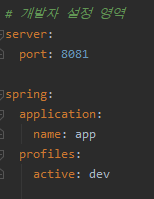 # 개발자 설정 영역
server:
  port: 8081

spring:
  application:
    name: app
  profiles:
    active: dev